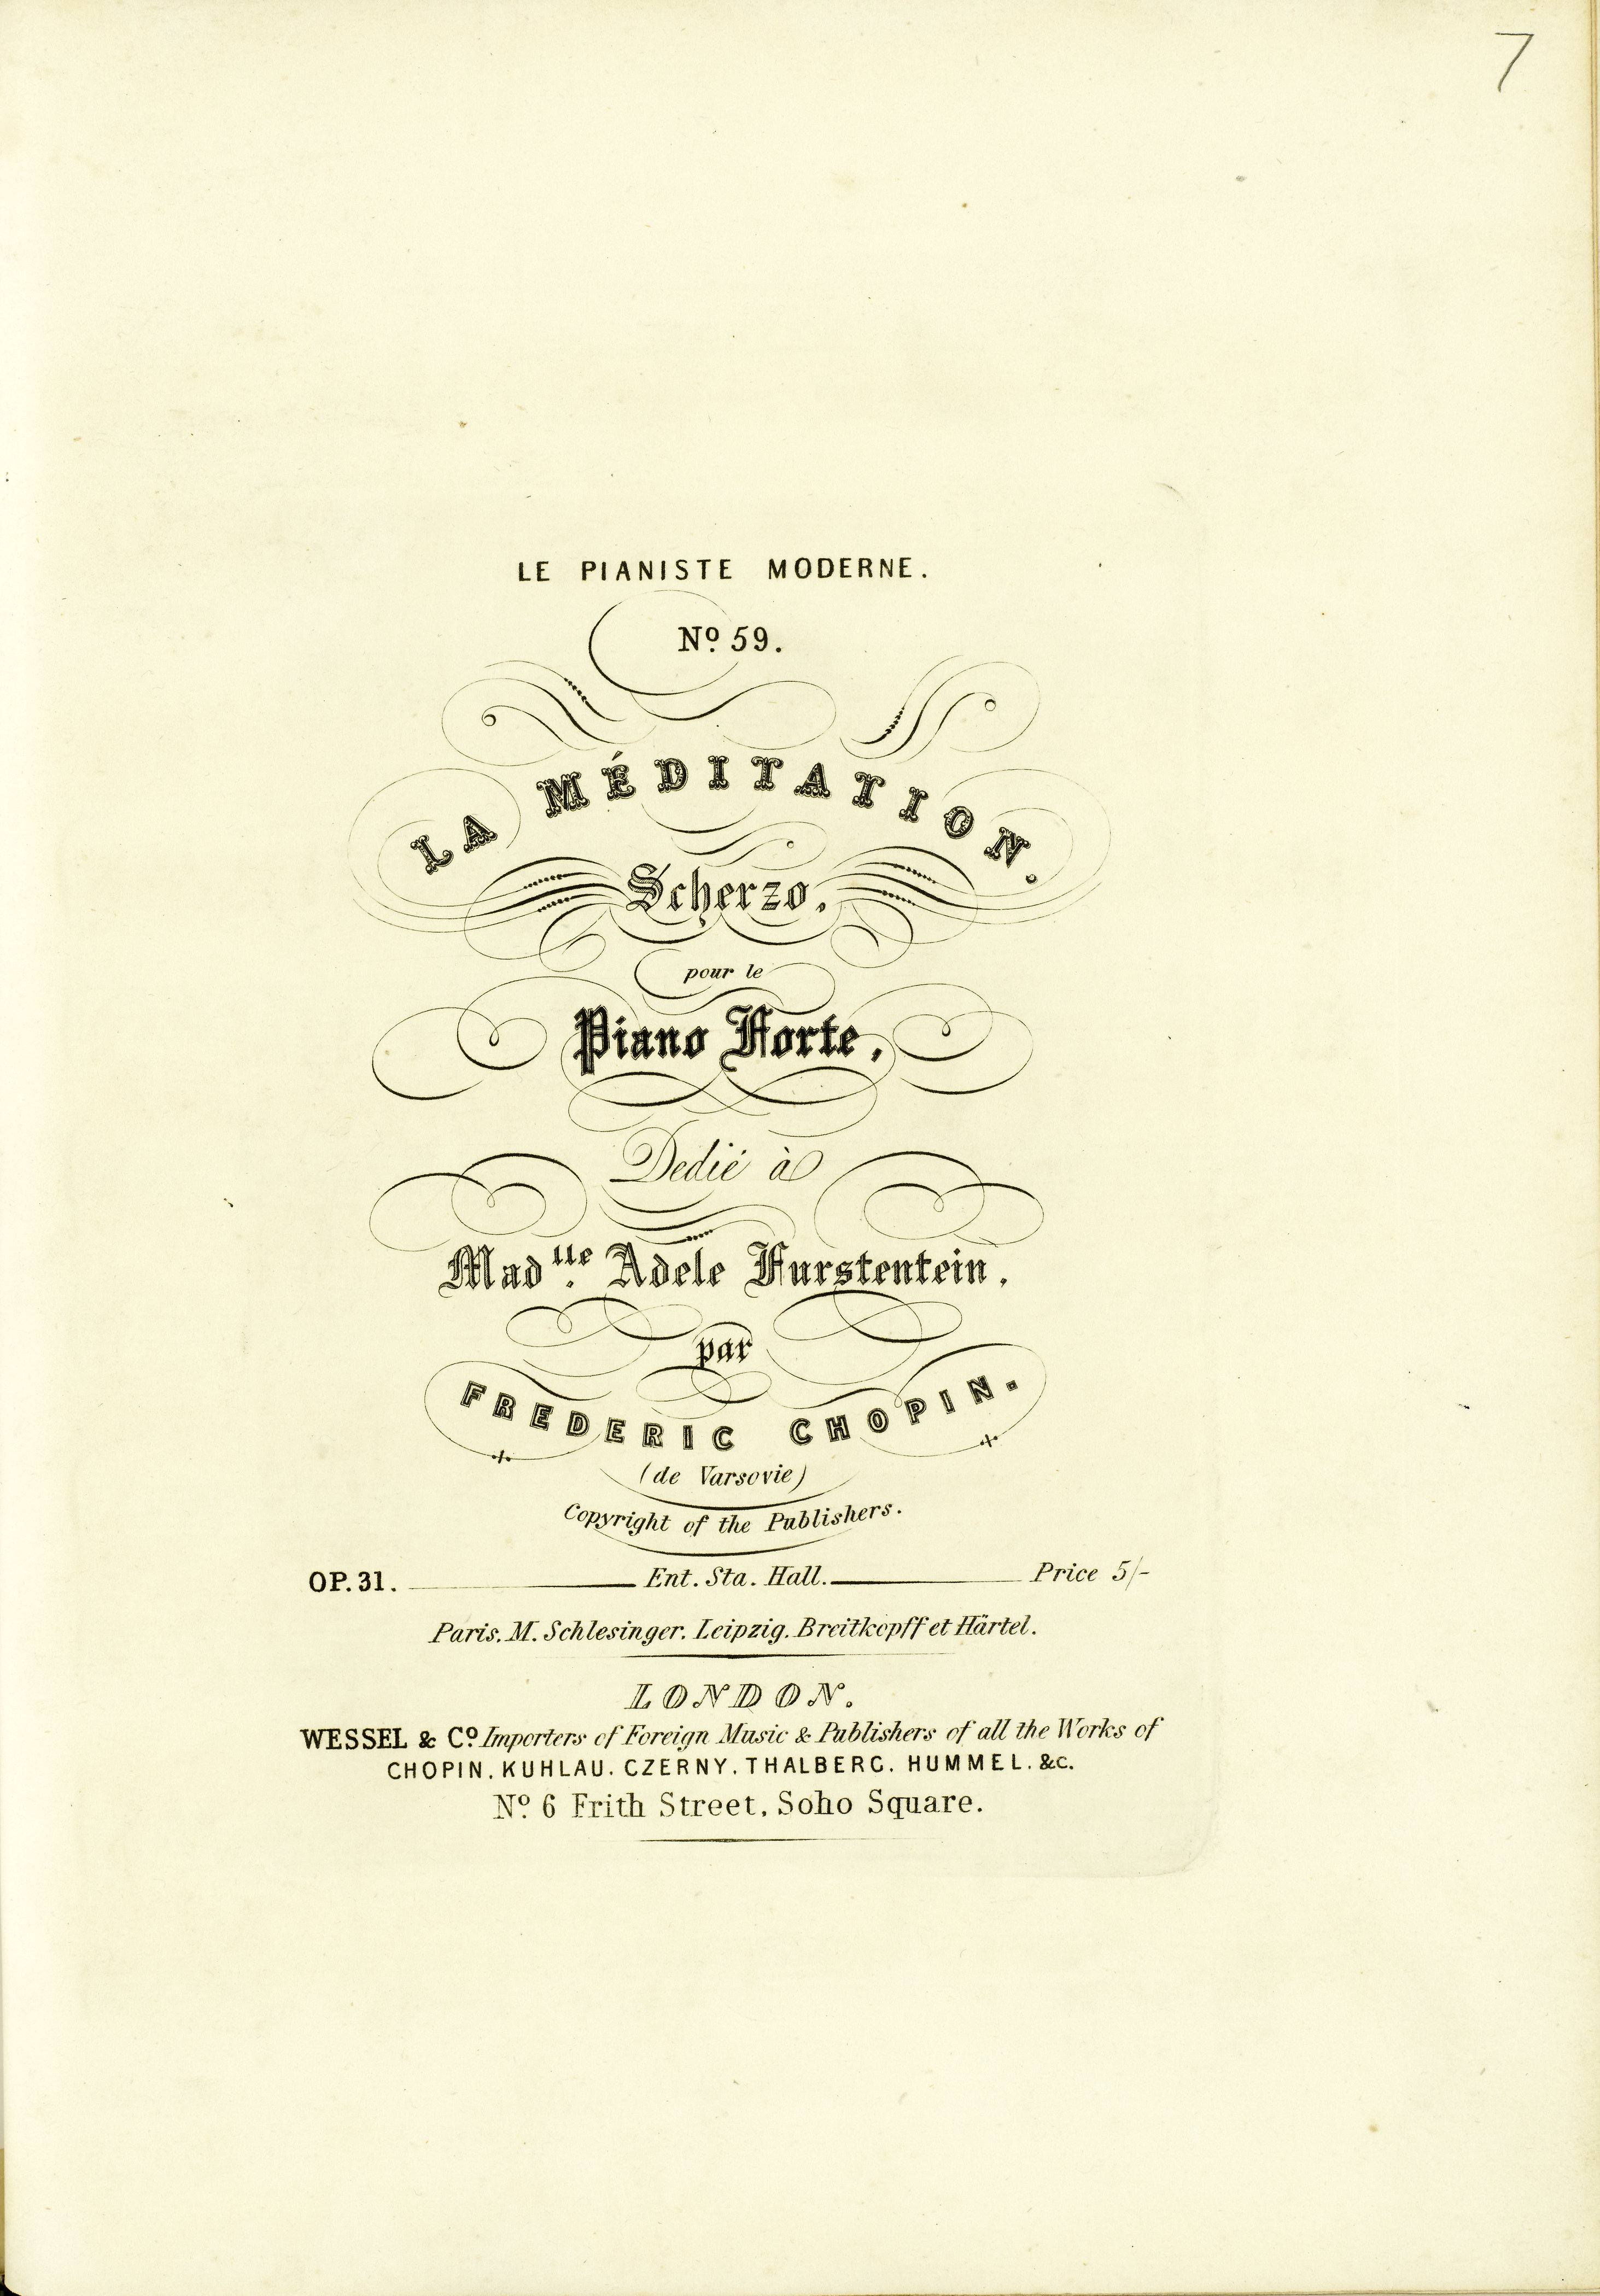 7
LE PIANISTE MODERNE.
Nº 59.
LA MÉDITATION.
Scherzo.
pour le
Piano Forte,
Dedié à
Madlle. Adele Furstentein.
par
FREDERIC CHOPIN.
(de Varsovie)
Copyright of the Publishers.
OP. 31. Ent. Sta. Hall. Price 5/-
Paris. M. Schlesinger. Leipzig. Breitkopff et Härtel.
LONDON.
WESSEL & Cº Importers of Foreign Music & Publishers of all the Works of
CHOPIN. KUHLAU. CZERNY. THALBERG. HUMMEL. &c.
Nº 6 Frith Street, Soho Square.